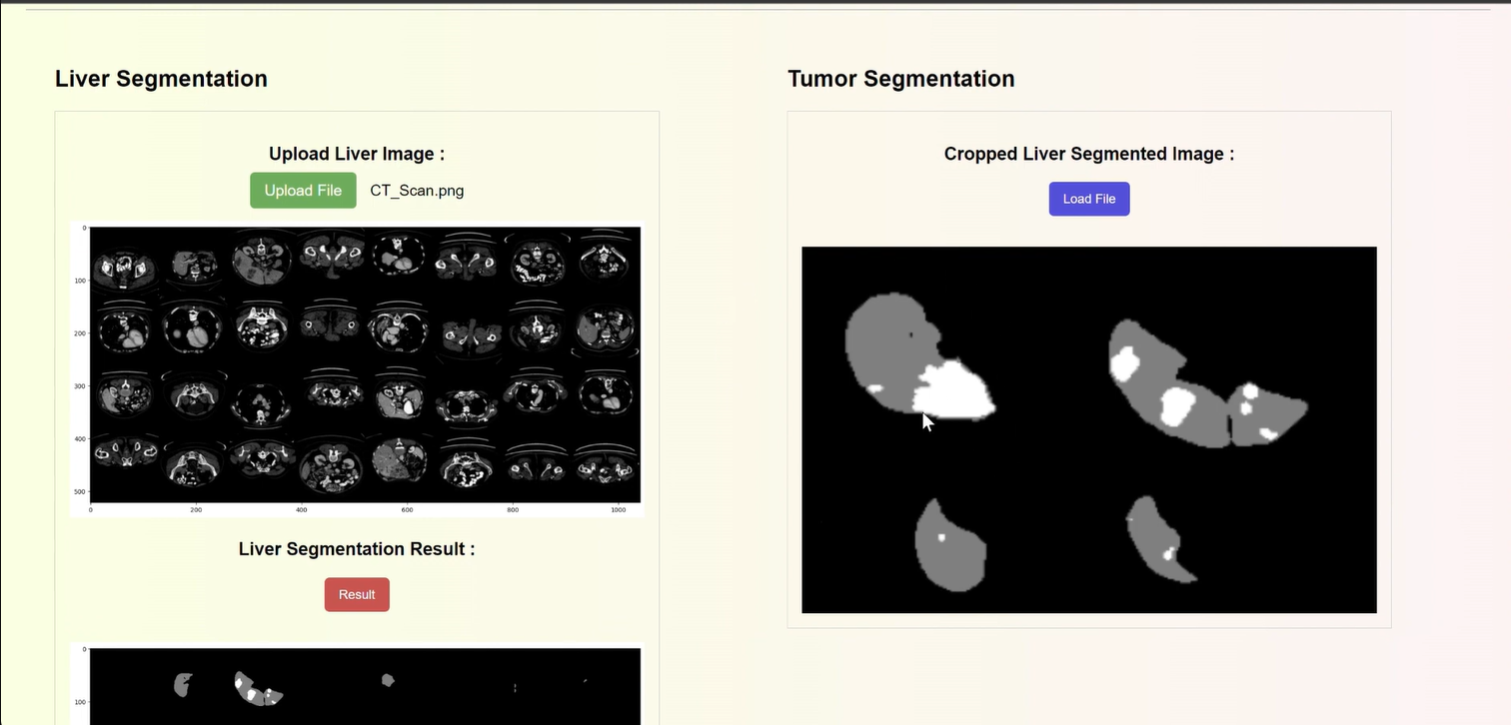 Liver Segmentation
Upload Liver Image :
Upload File CT_Scan.png
0
100
200
300
400
500
0 200 400 600 800 1000
Liver Segmentation Result :
Result
0
100
Tumor Segmentation
Cropped Liver Segmented Image :
Load File